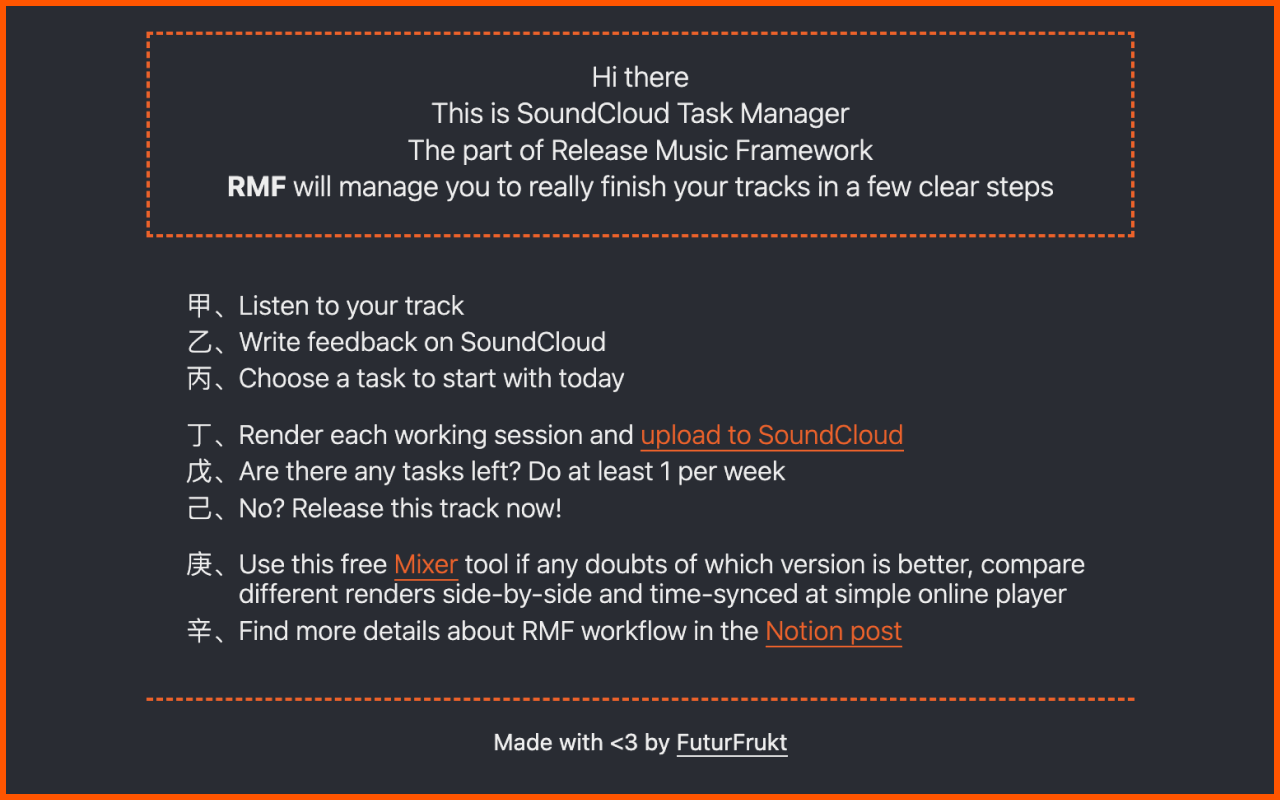 Hi there
This is SoundCloud Task Manager
The part of Release Music Framework
RMF will manage you to really finish your tracks in a few clear steps
甲、Listen to your track
乙、Write feedback on SoundCloud
丙、Choose a task to start with today
丁、Render each working session and upload to SoundCloud
戊、Are there any tasks left? Do at least 1 per week
己、No? Release this track now!
庚、Use this free Mixer tool if any doubts of which version is better, compare
different renders side-by-side and time-synced at simple online player
辛、Find more details about RMF workflow in the Notion post
Made with <3 by FuturFrukt